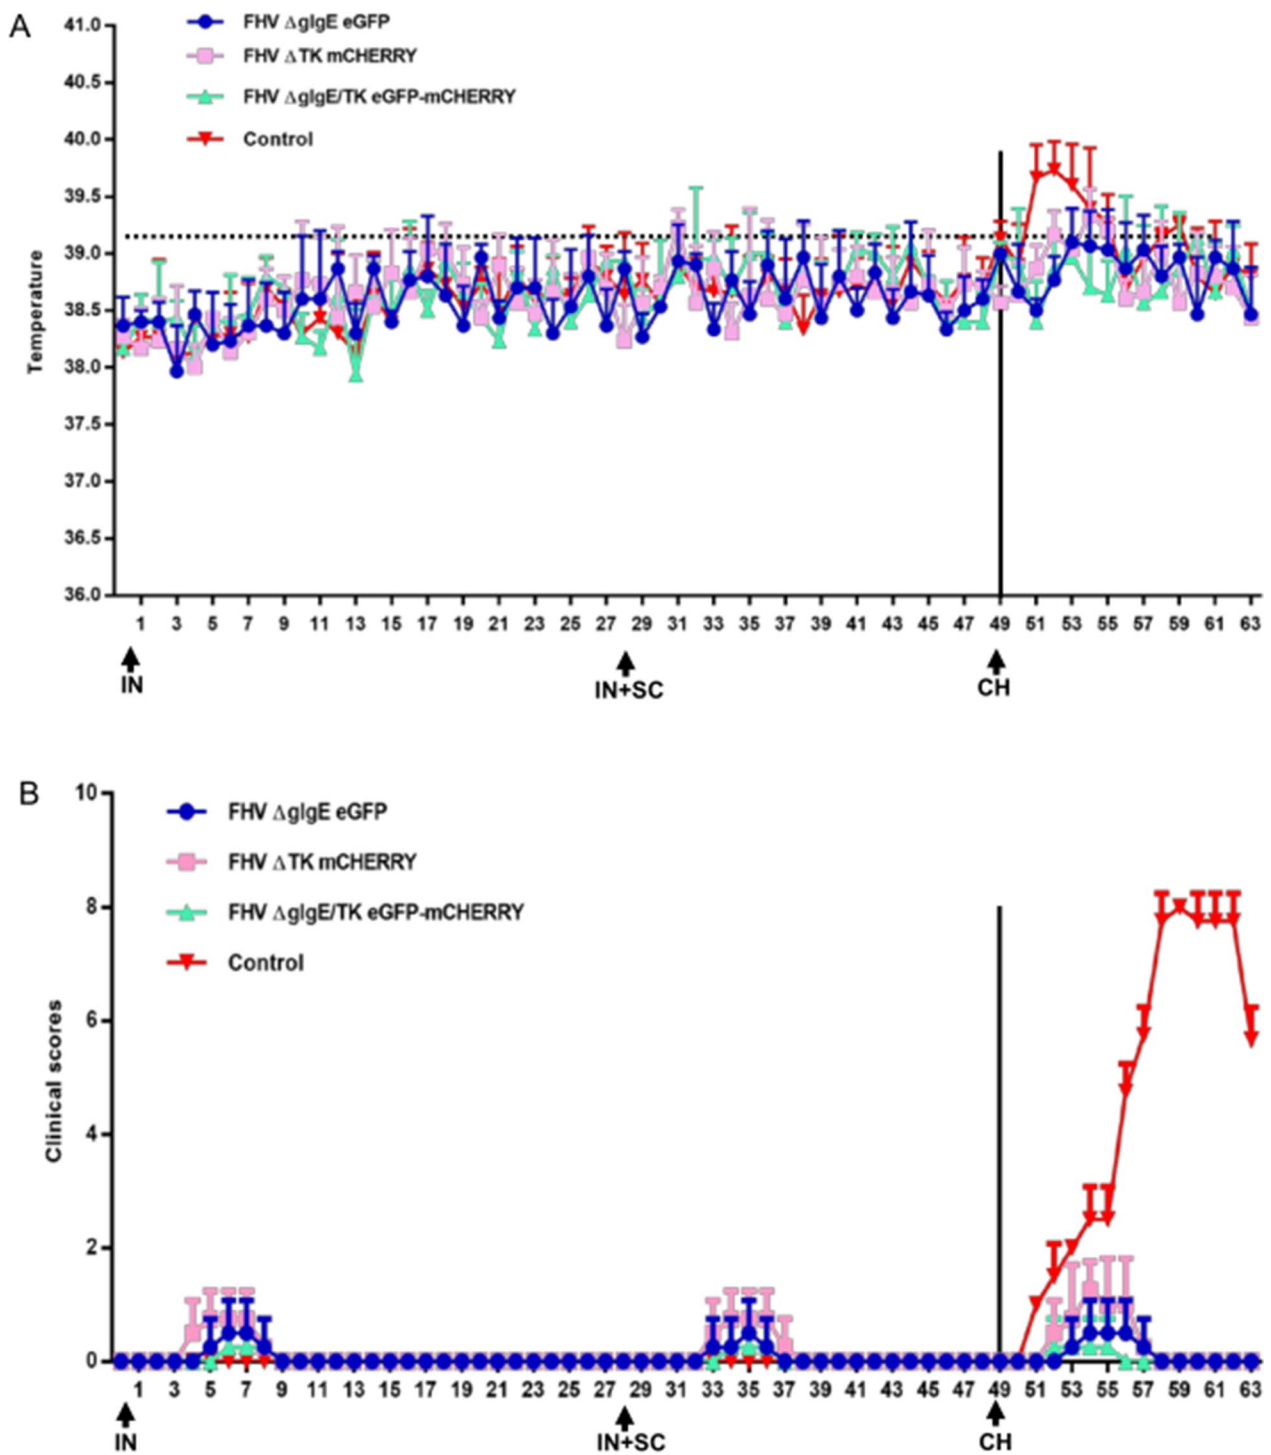 A
FHV ΔgIgE eGFP
FHV ΔTK mCHERRY
FHV ΔgIgE/TK eGFP-mCHERRY
Control
Temperature
41.0
40.5
40.0
39.5
39.0
38.5
38.0
37.5
37.0
36.5
36.0
1 3 5 7 9 11 13 15 17 19 21 23 25 27 29 31 33 35 37 39 41 43 45 47 49 51 53 55 57 59 61 63
IN IN+SC CH
B
FHV ΔgIgE eGFP
FHV ΔTK mCHERRY
FHV ΔgIgE/TK eGFP-mCHERRY
Control
Clinical scores
10
8
6
4
2
0
1 3 5 7 9 11 13 15 17 19 21 23 25 27 29 31 33 35 37 39 41 43 45 47 49 51 53 55 57 59 61 63
IN IN+SC CH